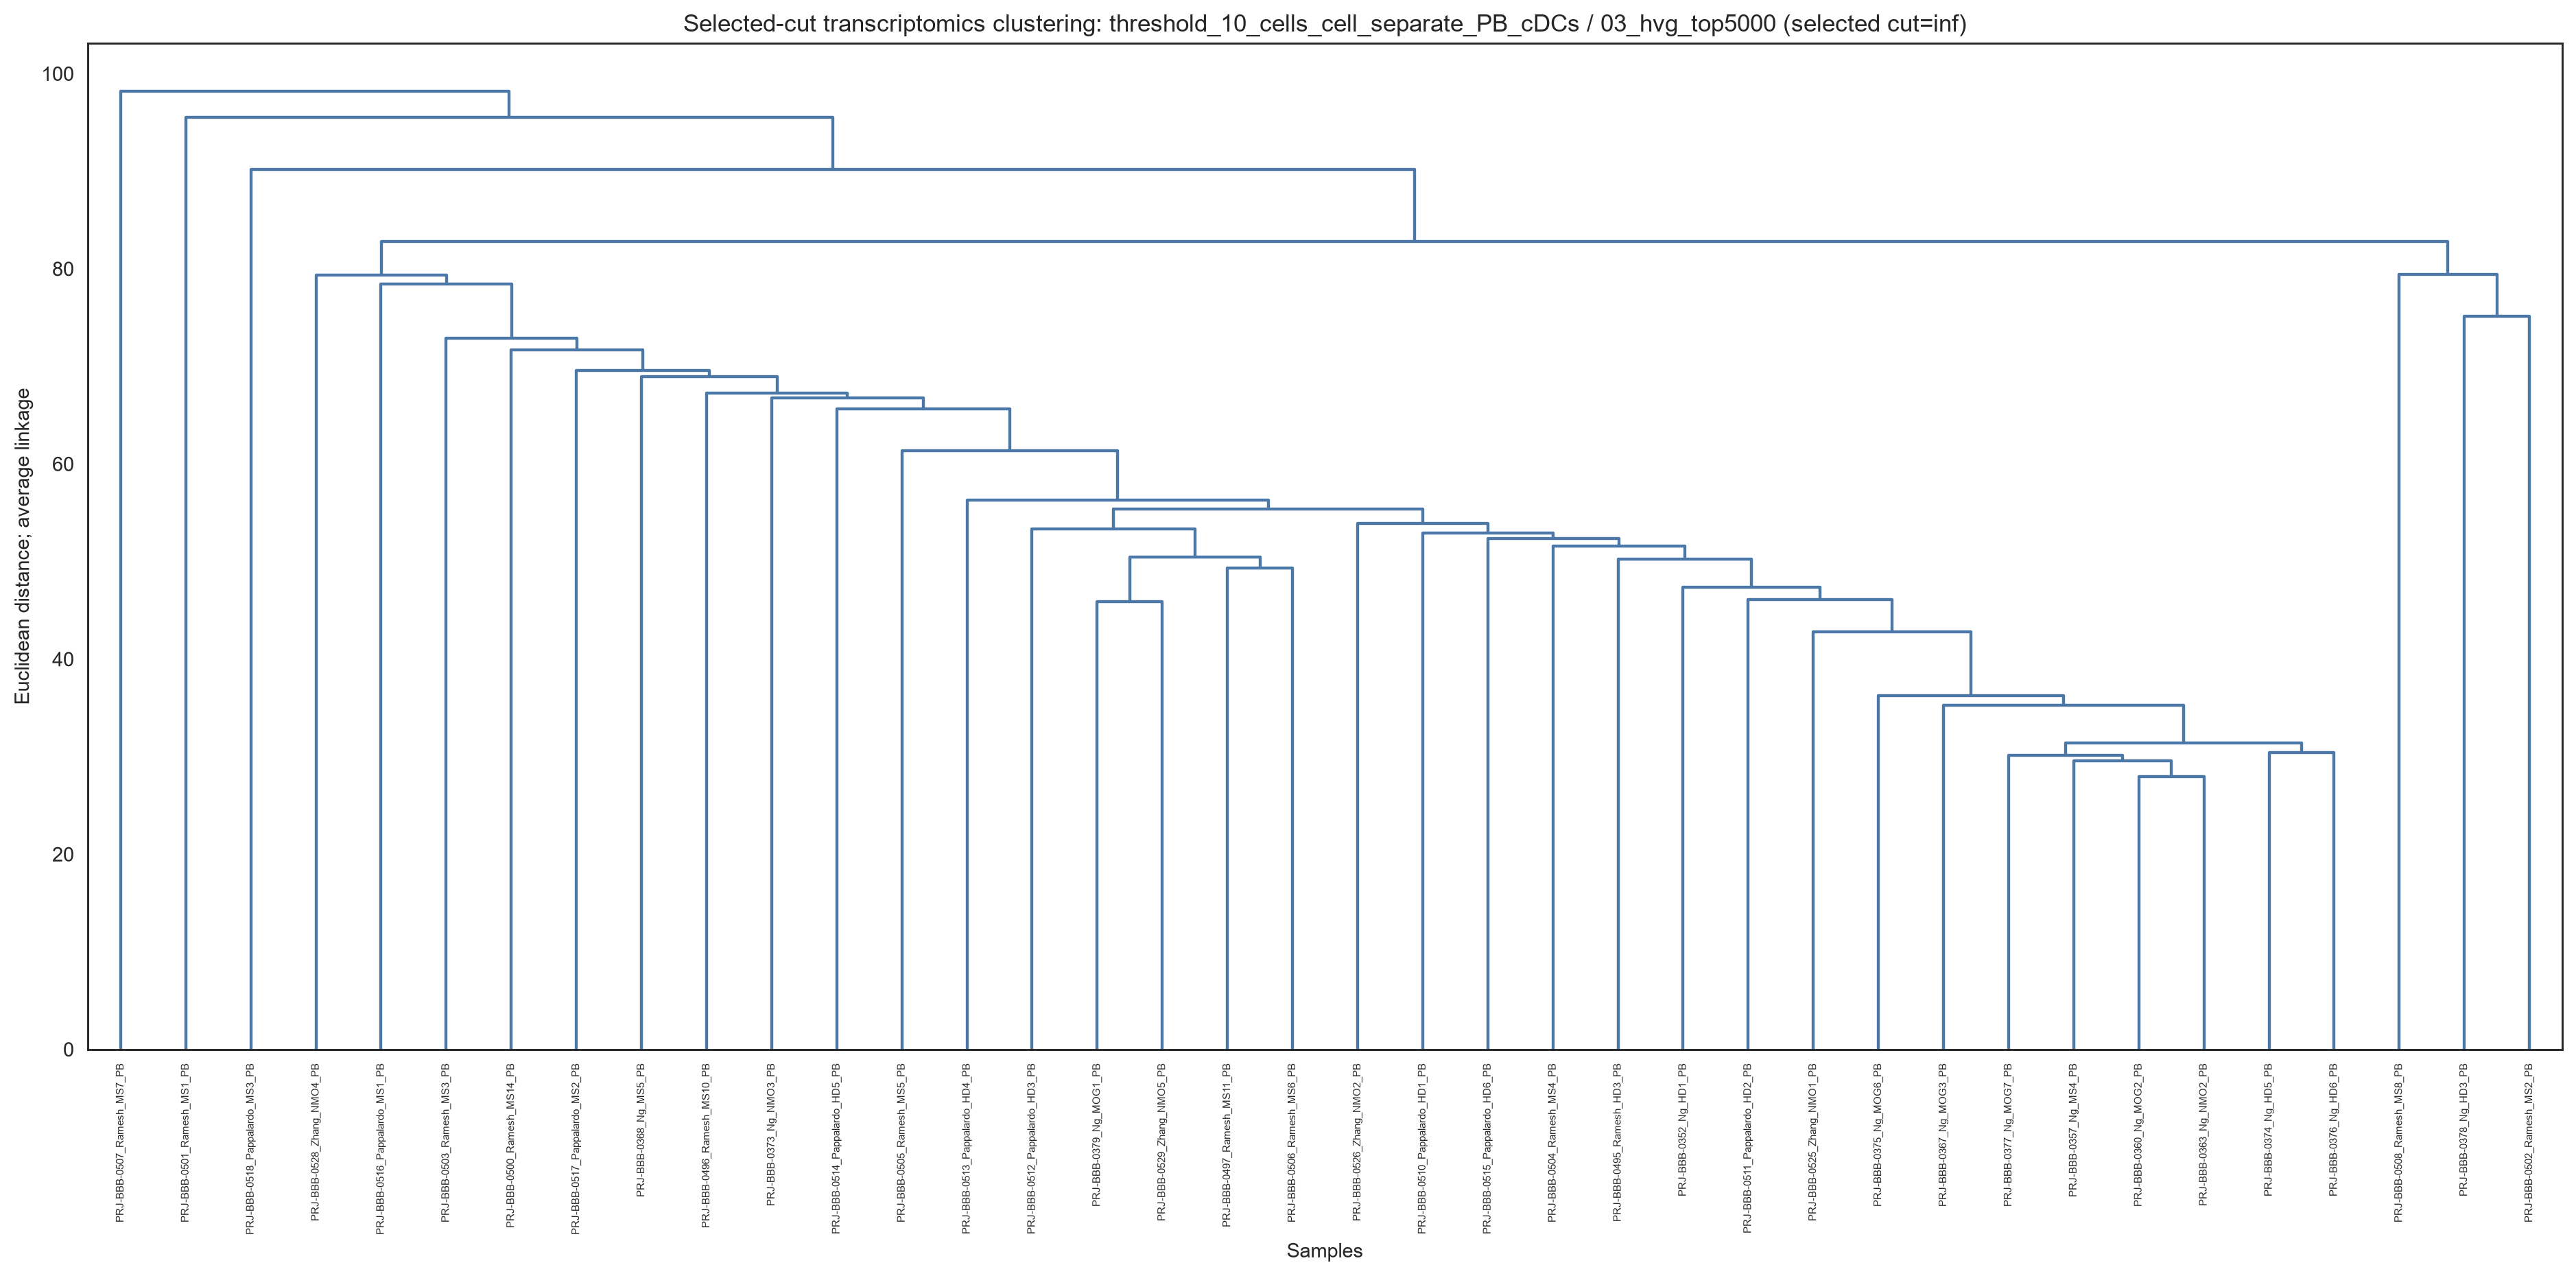 Selected-cut transcriptomics clustering: threshold_10_cells_cell_separate_PB_cDCs / 03_hvg_top5000 (selected cut=inf)
Euclidean distance; average linkage
100
80
60
40
20
0
PRJ-BBB-0507_Ramesh_MS7_PB
PRJ-BBB-0501_Ramesh_MS1_PB
PRJ-BBB-0518_Pappalardo_MS3_PB
PRJ-BBB-0528_Zhang_NMO4_PB
PRJ-BBB-0516_Pappalardo_MS1_PB
PRJ-BBB-0503_Ramesh_MS3_PB
PRJ-BBB-0500_Ramesh_MS14_PB
PRJ-BBB-0517_Pappalardo_MS2_PB
PRJ-BBB-0368_Ng_MS5_PB
PRJ-BBB-0496_Ramesh_MS10_PB
PRJ-BBB-0373_Ng_NMO3_PB
PRJ-BBB-0514_Pappalardo_HD5_PB
PRJ-BBB-0505_Ramesh_MS5_PB
PRJ-BBB-0513_Pappalardo_HD4_PB
PRJ-BBB-0512_Pappalardo_HD3_PB
PRJ-BBB-0379_Ng_MOG1_PB
PRJ-BBB-0529_Zhang_NMO5_PB
PRJ-BBB-0497_Ramesh_MS11_PB
PRJ-BBB-0506_Ramesh_MS6_PB
PRJ-BBB-0526_Zhang_NMO2_PB
PRJ-BBB-0510_Pappalardo_HD1_PB
PRJ-BBB-0515_Pappalardo_HD6_PB
PRJ-BBB-0504_Ramesh_MS4_PB
PRJ-BBB-0495_Ramesh_HD3_PB
PRJ-BBB-0352_Ng_HD1_PB
PRJ-BBB-0511_Pappalardo_HD2_PB
PRJ-BBB-0525_Zhang_NMO1_PB
PRJ-BBB-0375_Ng_MOG6_PB
PRJ-BBB-0367_Ng_MOG3_PB
PRJ-BBB-0377_Ng_MOG7_PB
PRJ-BBB-0357_Ng_MS4_PB
PRJ-BBB-0360_Ng_MOG2_PB
PRJ-BBB-0363_Ng_NMO2_PB
PRJ-BBB-0374_Ng_HD5_PB
PRJ-BBB-0376_Ng_HD6_PB
PRJ-BBB-0508_Ramesh_MS8_PB
PRJ-BBB-0378_Ng_HD3_PB
PRJ-BBB-0502_Ramesh_MS2_PB
Samples